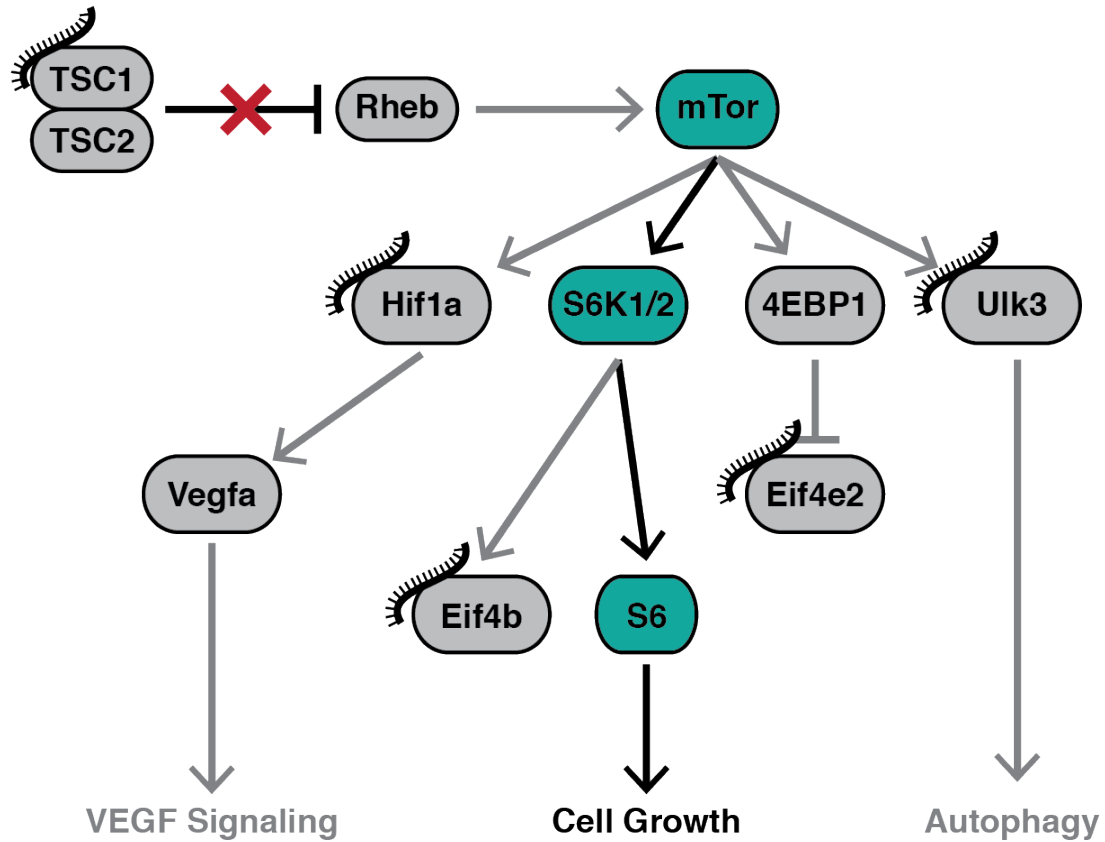 TSC1
TSC2
Rheb
mTor
Hif1a
S6K1/2
4EBP1
Ulk3
Vegfa
Eif4e2
Eif4b
S6
VEGF Signaling
Cell Growth
Autophagy